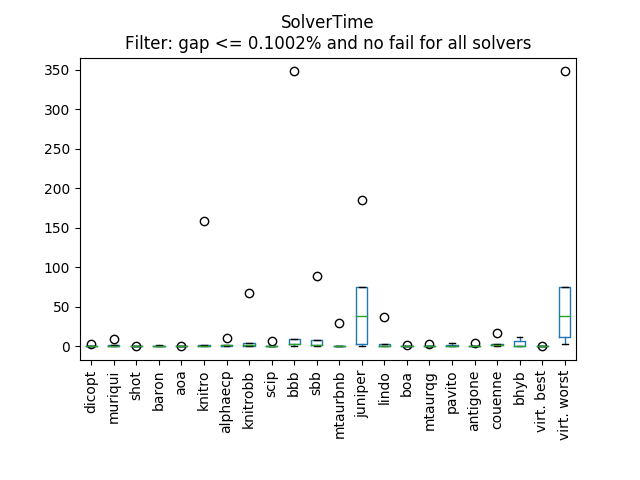 SolverTime
Filter: gap <= 0.1002% and no fail for all solvers
350
300
250
200
150
100
50
0
dicopt
muriqui
shot
baron
aoa
knitro
alphaecp
knitrobb
scip
bbb
sbb
mtaurbnb
juniper
lindo
boa
mtaurqg
pavito
antigone
couenne
bhyb
virt. best
virt. worst